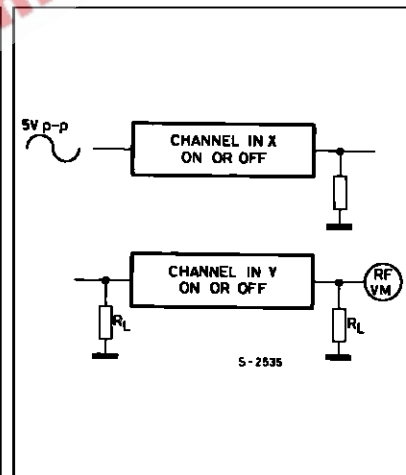 5V p-p
CHANNEL IN X
ON OR OFF
CHANNEL IN Y
ON OR OFF
RF
VM
RL
RL
S-2535